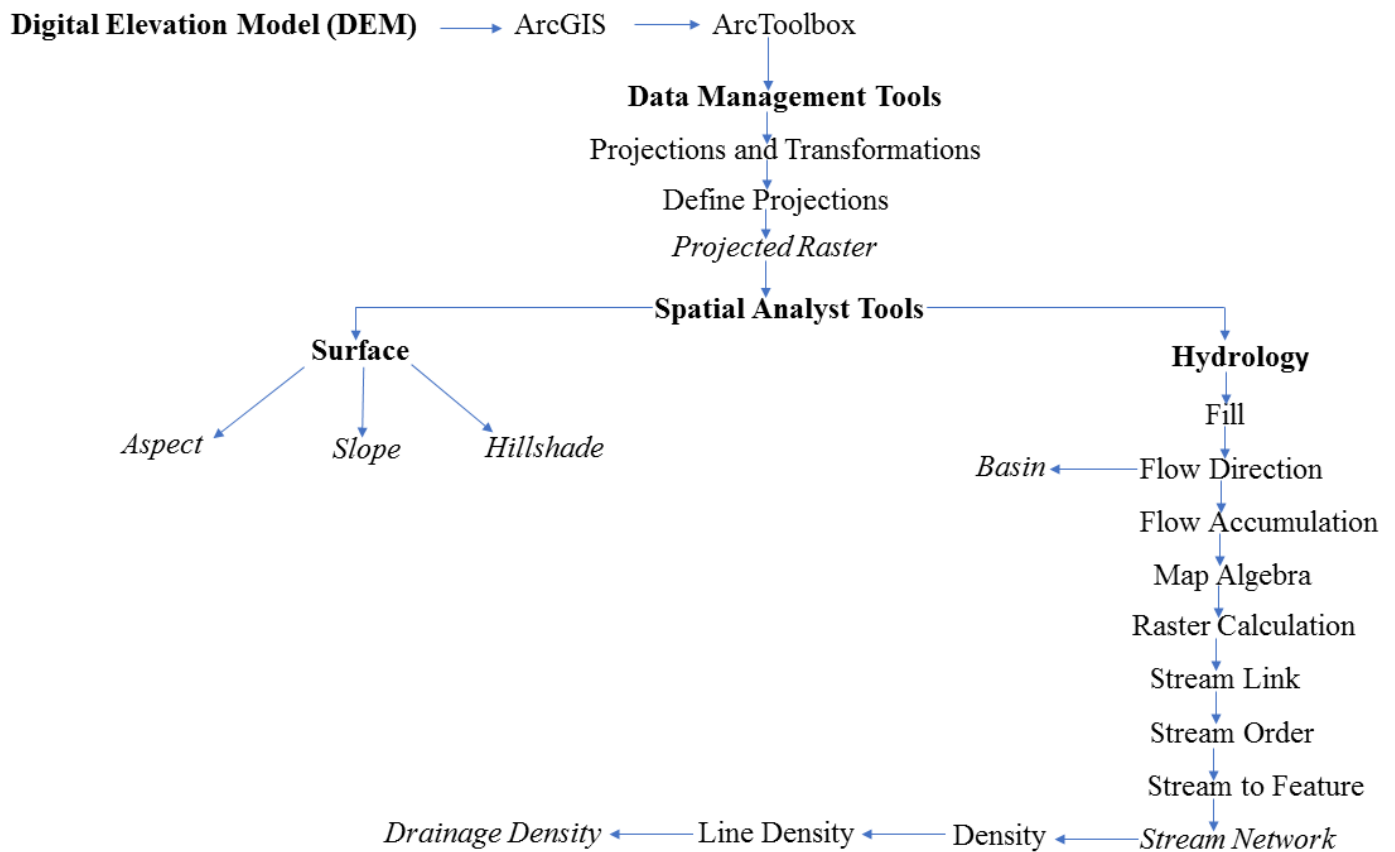 Digital Elevation Model (DEM) ArcGIS ArcToolbox
Data Management Tools
Projections and Transformations
Define Projections
Projected Raster
Spatial Analyst Tools
Surface
Hydrology
Fill
Aspect Slope Hillshade
Basin Flow Direction
Flow Accumulation
Map Algebra
Raster Calculation
Stream Link
Stream Order
Stream to Feature
Drainage Density Line Density Density Stream Network